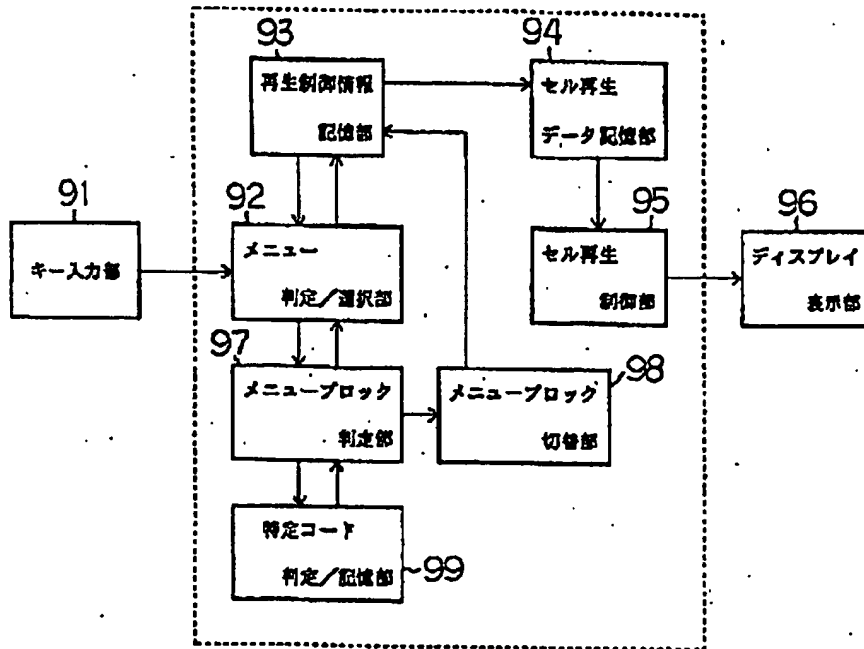 93
再生制御情報
記憶部
94
セル再生
データ記憶部
91
キー入力部
92
メニュー
判定／選択部
95
セル再生
制御部
96
ディスプレイ
表示部
97
メニューブロック
判定部
98
メニューブロック
切替部
特定コード
判定／記憶部
99